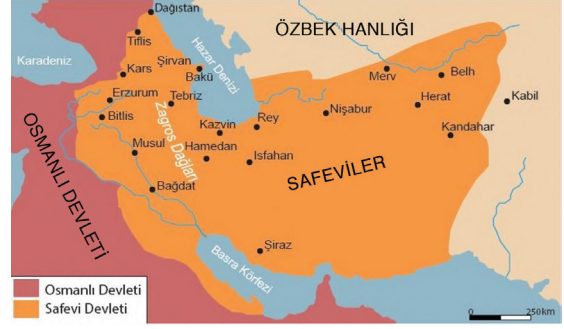 Dağıstan
ÖZBEK HANLIĞI
Karadeniz
Tiflis
Hazar Denizi
Kars
Şirvan
Bakü
Merv
Belh
Erzurum
Tebriz
Nişabur
Herat
Kabil
Bitlis
Zagros Dağları
Kazvin
Rey
Kandahar
OSMANLI DEVLETİ
Musul
Hamedan
Isfahan
SAFEVİLER
Bağdat
Şiraz
Basra Körfezi
Osmanlı Devleti
Safevi Devleti
0 250km